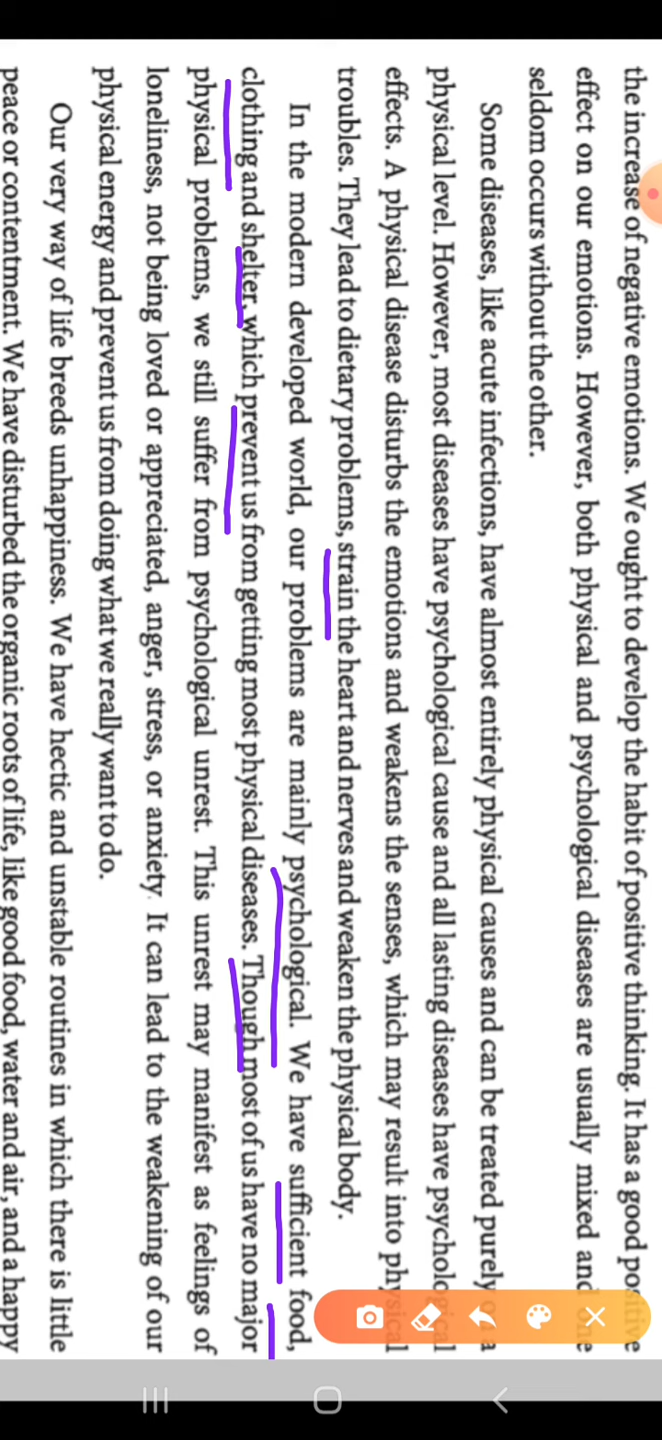 the increase of negative emotions. We ought to develop the habit of positive thinking. It has a good positive
effect on our emotions. However, both physical and psychological diseases are usually mixed and one
seldom occurs without the other.
Some diseases, like acute infections, have almost entirely physical causes and can be treated purely on a
physical level. However, most diseases have psychological cause and all lasting diseases have psychological
effects. A physical disease disturbs the emotions and weakens the senses, which may result into physical
troubles. They lead to dietary problems, strain the heart and nerves and weaken the physical body.
In the modern developed world, our problems are mainly psychological. We have sufficient food,
clothing and shelter, which prevent us from getting most physical diseases. Though most of us have no major
physical problems, we still suffer from psychological unrest. This unrest may manifest as feelings of
loneliness, not being loved or appreciated, anger, stress, or anxiety. It can lead to the weakening of our
physical energy and prevent us from doing what we really want to do.
Our very way of life breeds unhappiness. We have hectic and unstable routines in which there is little
peace or contentment. We have disturbed the organic roots of life, like good food, water and air, and a happy